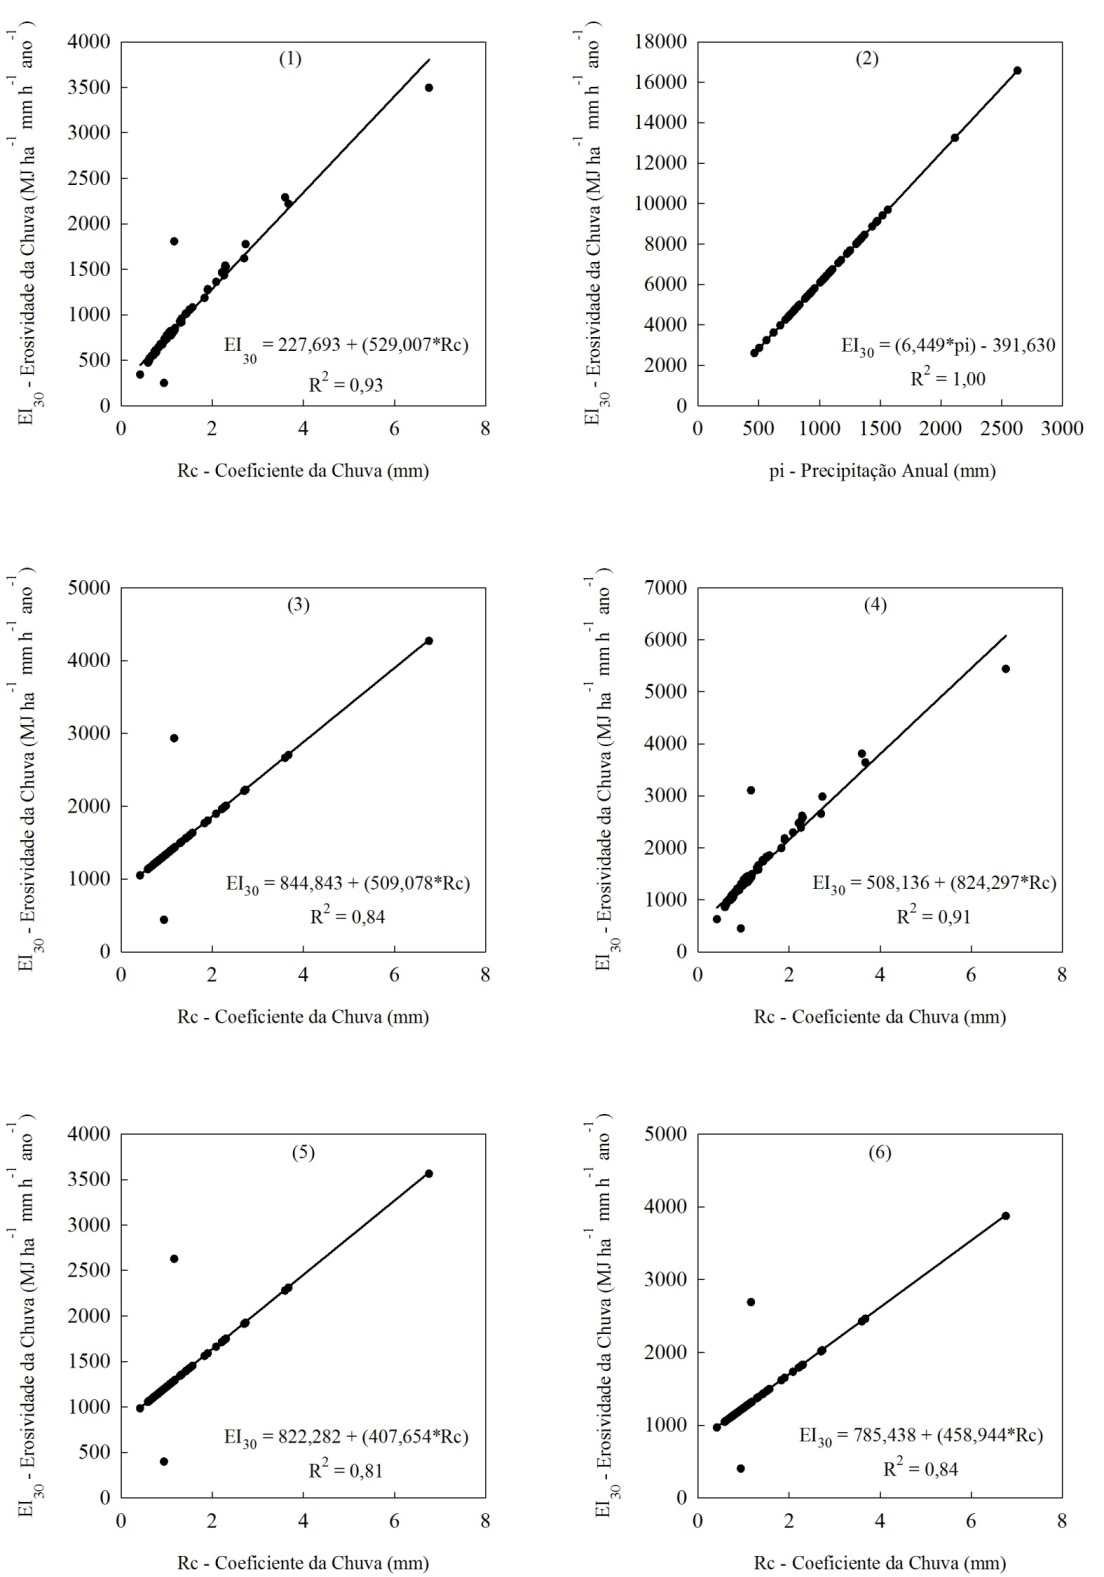 (1)
EI30 - Erosividade da Chuva (MJ ha-1 mm h-1 ano-1)
4000
3500
3000
2500
2000
1500
1000
500
0
EI30 = 227,693 + (529,007*Rc)
R2 = 0,93
0 2 4 6 8
Rc - Coeficiente da Chuva (mm)
(2)
EI30 - Erosividade da Chuva (MJ ha-1 mm h-1 ano-1)
18000
16000
14000
12000
10000
8000
6000
4000
2000
0
EI30 = (6,449*pi) - 391,630
R2 = 1,00
0 500 1000 1500 2000 2500 3000
pi - Precipitação Anual (mm)
(3)
EI30 - Erosividade da Chuva (MJ ha-1 mm h-1 ano-1)
5000
4000
3000
2000
1000
0
EI30 = 844,843 + (509,078*Rc)
R2 = 0,84
0 2 4 6 8
Rc - Coeficiente da Chuva (mm)
(4)
EI30 - Erosividade da Chuva (MJ ha-1 mm h-1 ano-1)
7000
6000
5000
4000
3000
2000
1000
0
EI30 = 508,136 + (824,297*Rc)
R2 = 0,91
0 2 4 6 8
Rc - Coeficiente da Chuva (mm)
(5)
EI30 - Erosividade da Chuva (MJ ha-1 mm h-1 ano-1)
4000
3500
3000
2500
2000
1500
1000
500
0
EI30 = 822,282 + (407,654*Rc)
R2 = 0,81
0 2 4 6 8
Rc - Coeficiente da Chuva (mm)
(6)
EI30 - Erosividade da Chuva (MJ ha-1 mm h-1 ano-1)
5000
4000
3000
2000
1000
0
EI30 = 785,438 + (458,944*Rc)
R2 = 0,84
0 2 4 6 8
Rc - Coeficiente da Chuva (mm)